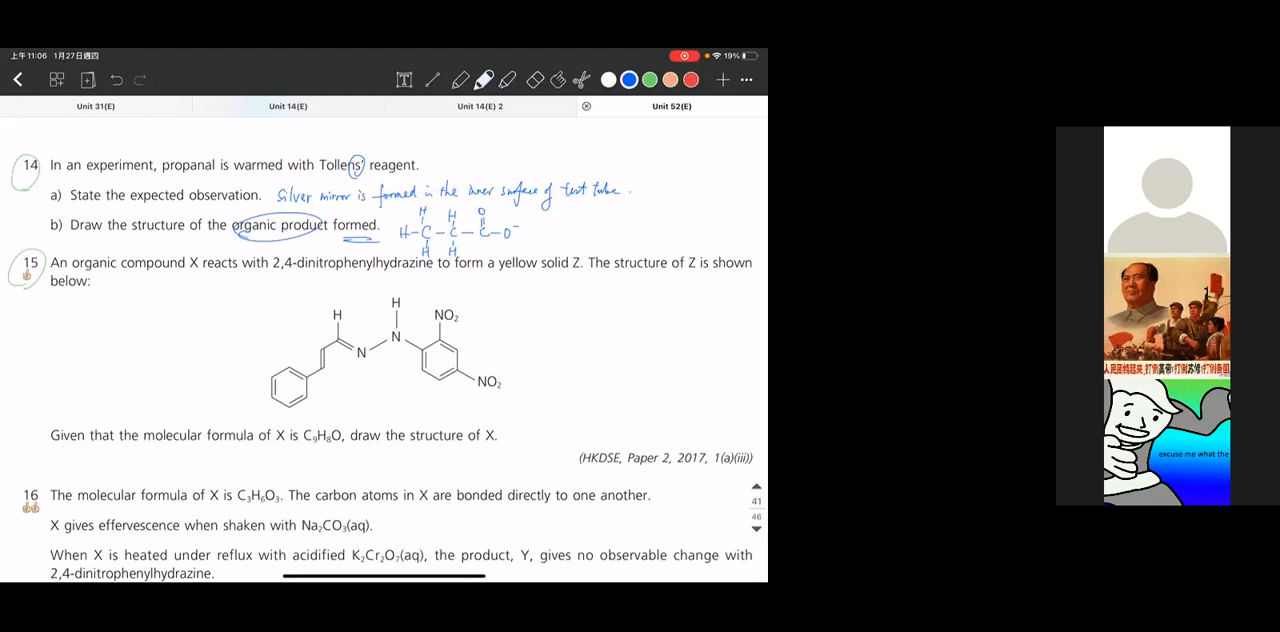 上午11:06 1月27日週四
19%
Unit 31(E)
Unit 14(E)
Unit 14(E) 2
Unit 52(E)
14 In an experiment, propanal is warmed with Tollens' reagent.
a) State the expected observation. Silver mirror is formed in the inner surface of test tube.
b) Draw the structure of the organic product formed.
H H O
H-C-C-C-O⁻
H H
15 An organic compound X reacts with 2,4-dinitrophenylhydrazine to form a yellow solid Z. The structure of Z is shown
below:
H
H
NO₂
N
N
NO₂
Given that the molecular formula of X is C₉H₈O, draw the structure of X.
(HKDSE, Paper 2, 2017, 1(a)(iii))
16 The molecular formula of X is C₃H₆O₃. The carbon atoms in X are bonded directly to one another.
X gives effervescence when shaken with Na₂CO₃(aq).
When X is heated under reflux with acidified K₂Cr₂O₇(aq), the product, Y, gives no observable change with
2,4-dinitrophenylhydrazine.
41
46
excuse me what the